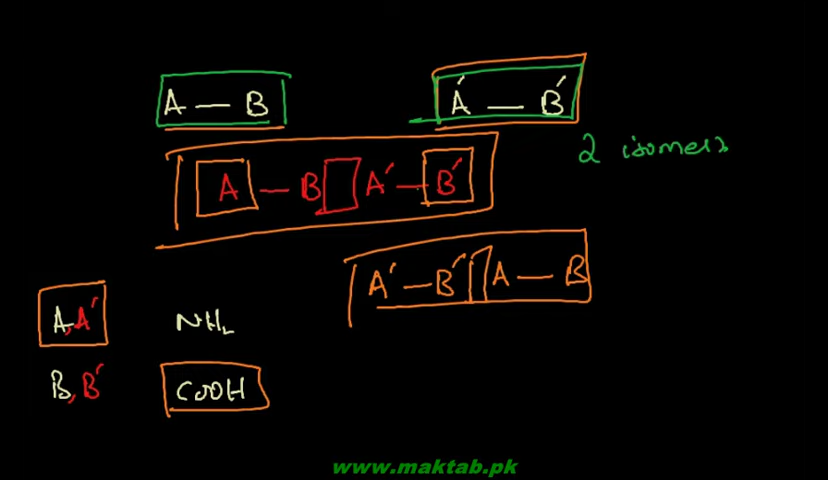 A — B A´ — B´
2 isomers
A — B A´ — B´
A´ — B´ A — B
A, A´ NH2
B, B´ COOH
www.maktab.pk